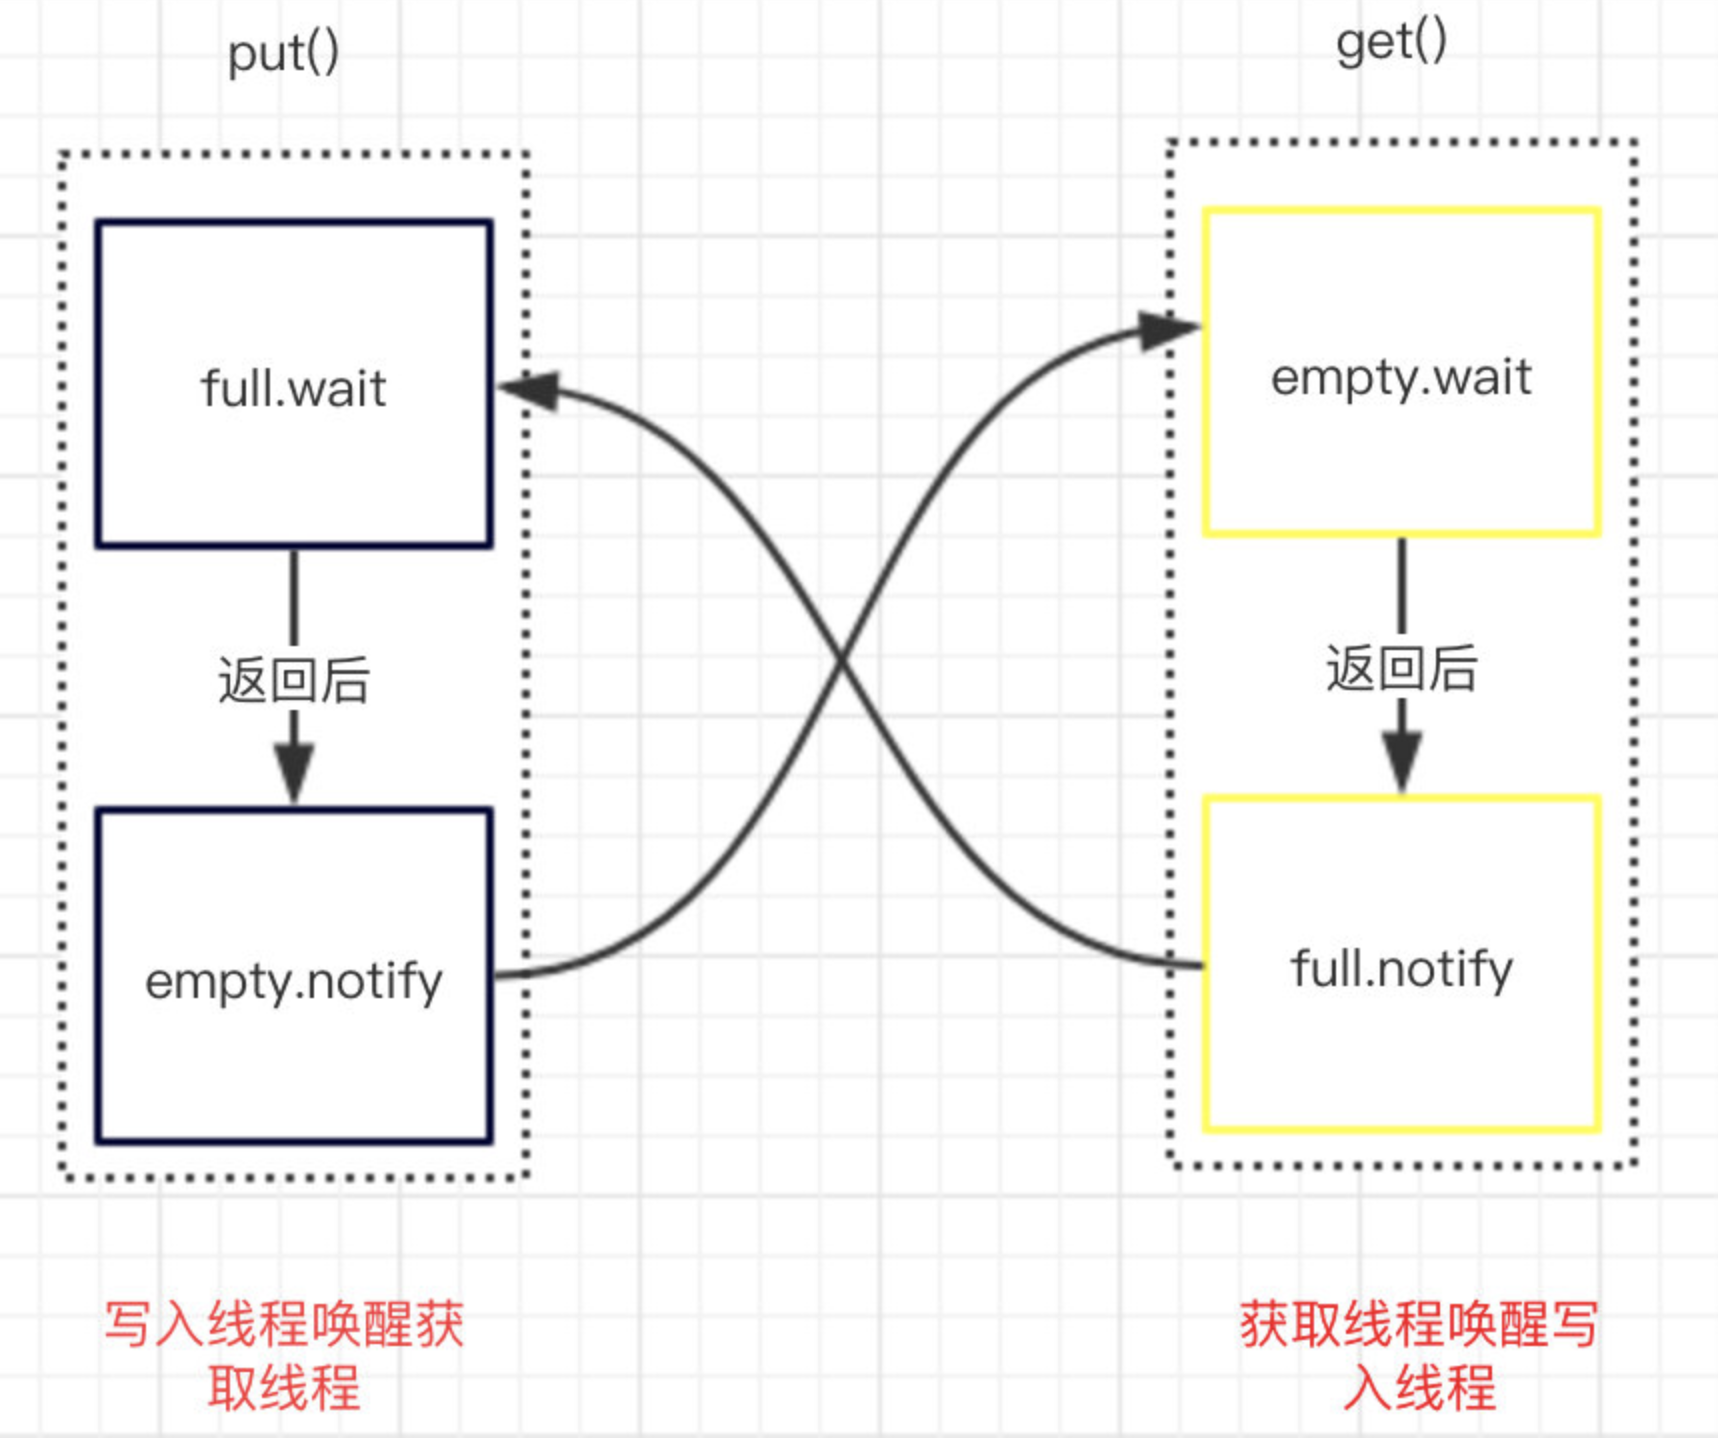 put()
get()
full.wait
empty.wait
返回后
返回后
empty.notify
full.notify
写入线程唤醒获
取线程
获取线程唤醒写
入线程